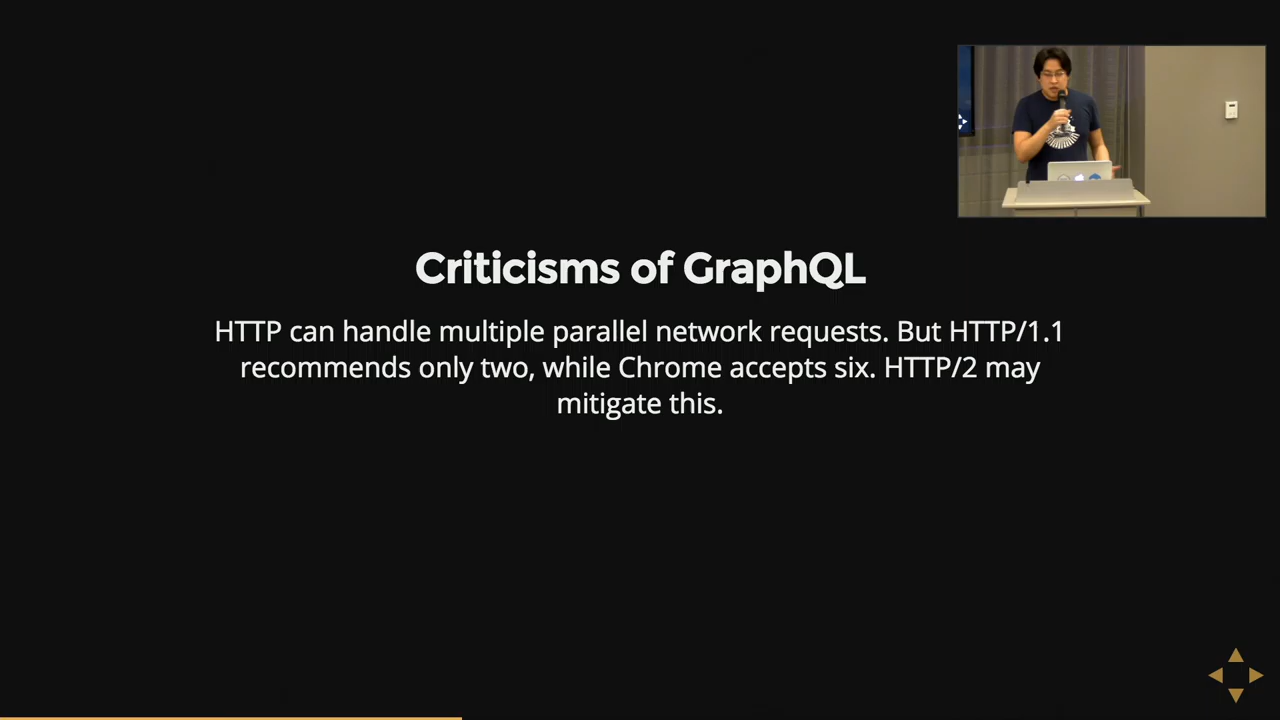 Criticisms of GraphQL
HTTP can handle multiple parallel network requests. But HTTP/1.1
recommends only two, while Chrome accepts six. HTTP/2 may
mitigate this.